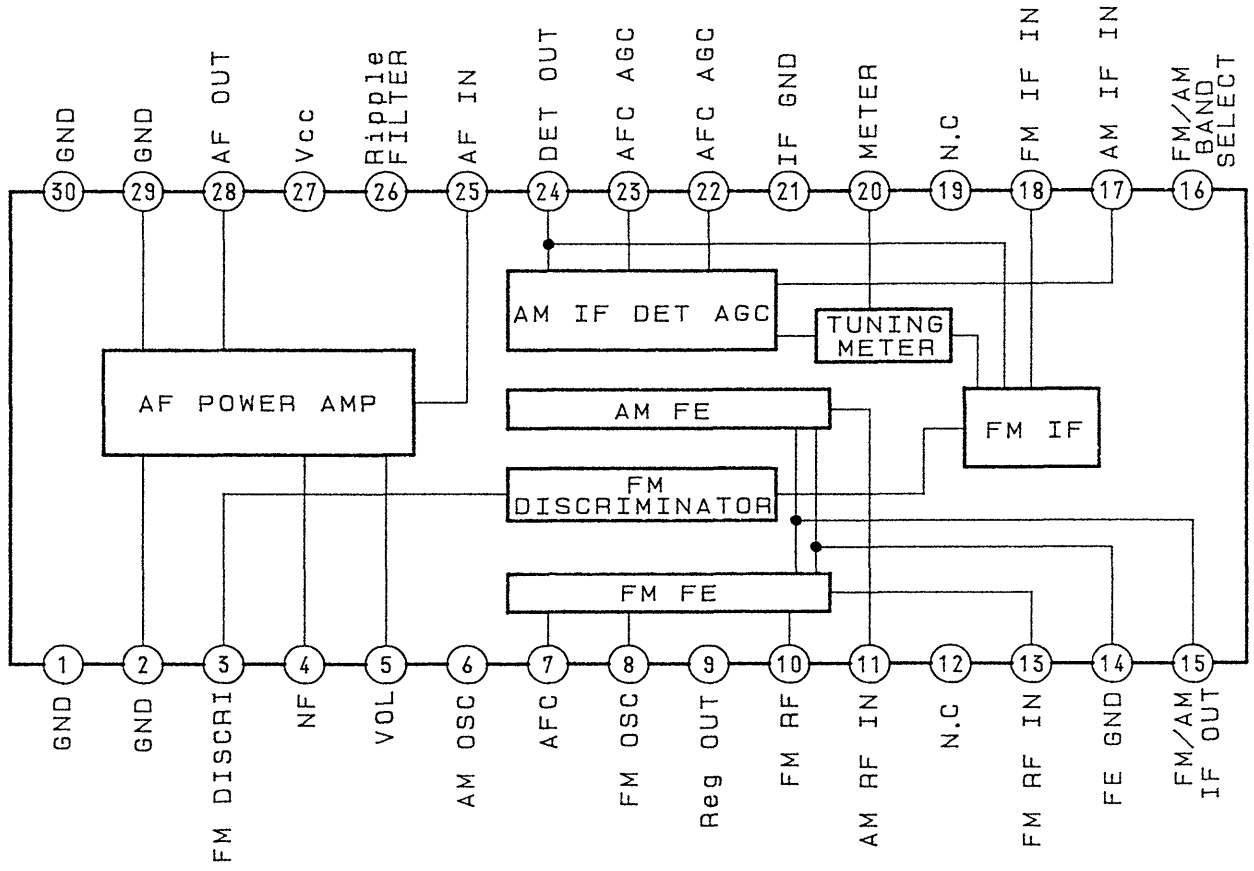 GND
GND
AF OUT
Vcc
Ripple
FILTER
AF IN
DET OUT
AFC AGC
AFC AGC
IF GND
METER
N.C
FM IF IN
AM IF IN
FM/AM
BAND
SELECT
30
29
28
27
26
25
24
23
22
21
20
19
18
17
16
AM IF DET AGC
TUNING
METER
AF POWER AMP
AM FE
FM IF
FM
DISCRIMINATOR
FM FE
1
2
3
4
5
6
7
8
9
10
11
12
13
14
15
GND
GND
FM DISCRI
NF
VOL
AM OSC
AFC
FM OSC
Reg OUT
FM RF
AM RF IN
N.C
FM RF IN
FE GND
FM/AM
IF OUT